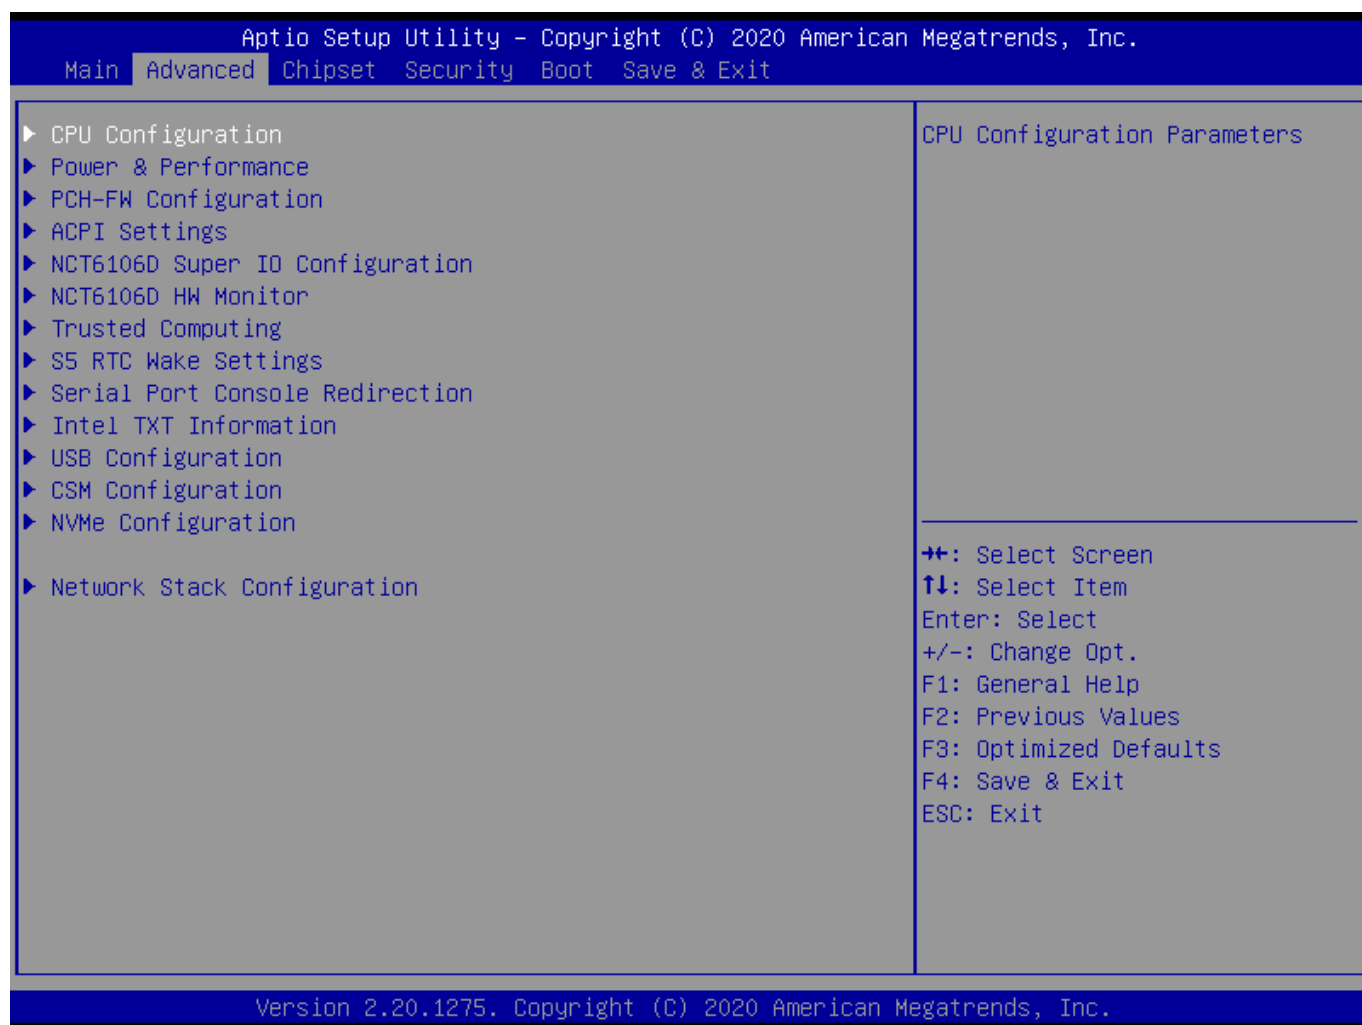 Aptio Setup Utility – Copyright (C) 2020 American Megatrends, Inc.
Main Advanced Chipset Security Boot Save & Exit
▶ CPU Configuration
▶ Power & Performance
▶ PCH-FW Configuration
▶ ACPI Settings
▶ NCT6106D Super IO Configuration
▶ NCT6106D HW Monitor
▶ Trusted Computing
▶ S5 RTC Wake Settings
▶ Serial Port Console Redirection
▶ Intel TXT Information
▶ USB Configuration
▶ CSM Configuration
▶ NVMe Configuration
▶ Network Stack Configuration
CPU Configuration Parameters
→←: Select Screen
↑↓: Select Item
Enter: Select
+/-: Change Opt.
F1: General Help
F2: Previous Values
F3: Optimized Defaults
F4: Save & Exit
ESC: Exit
Version 2.20.1275. Copyright (C) 2020 American Megatrends, Inc.